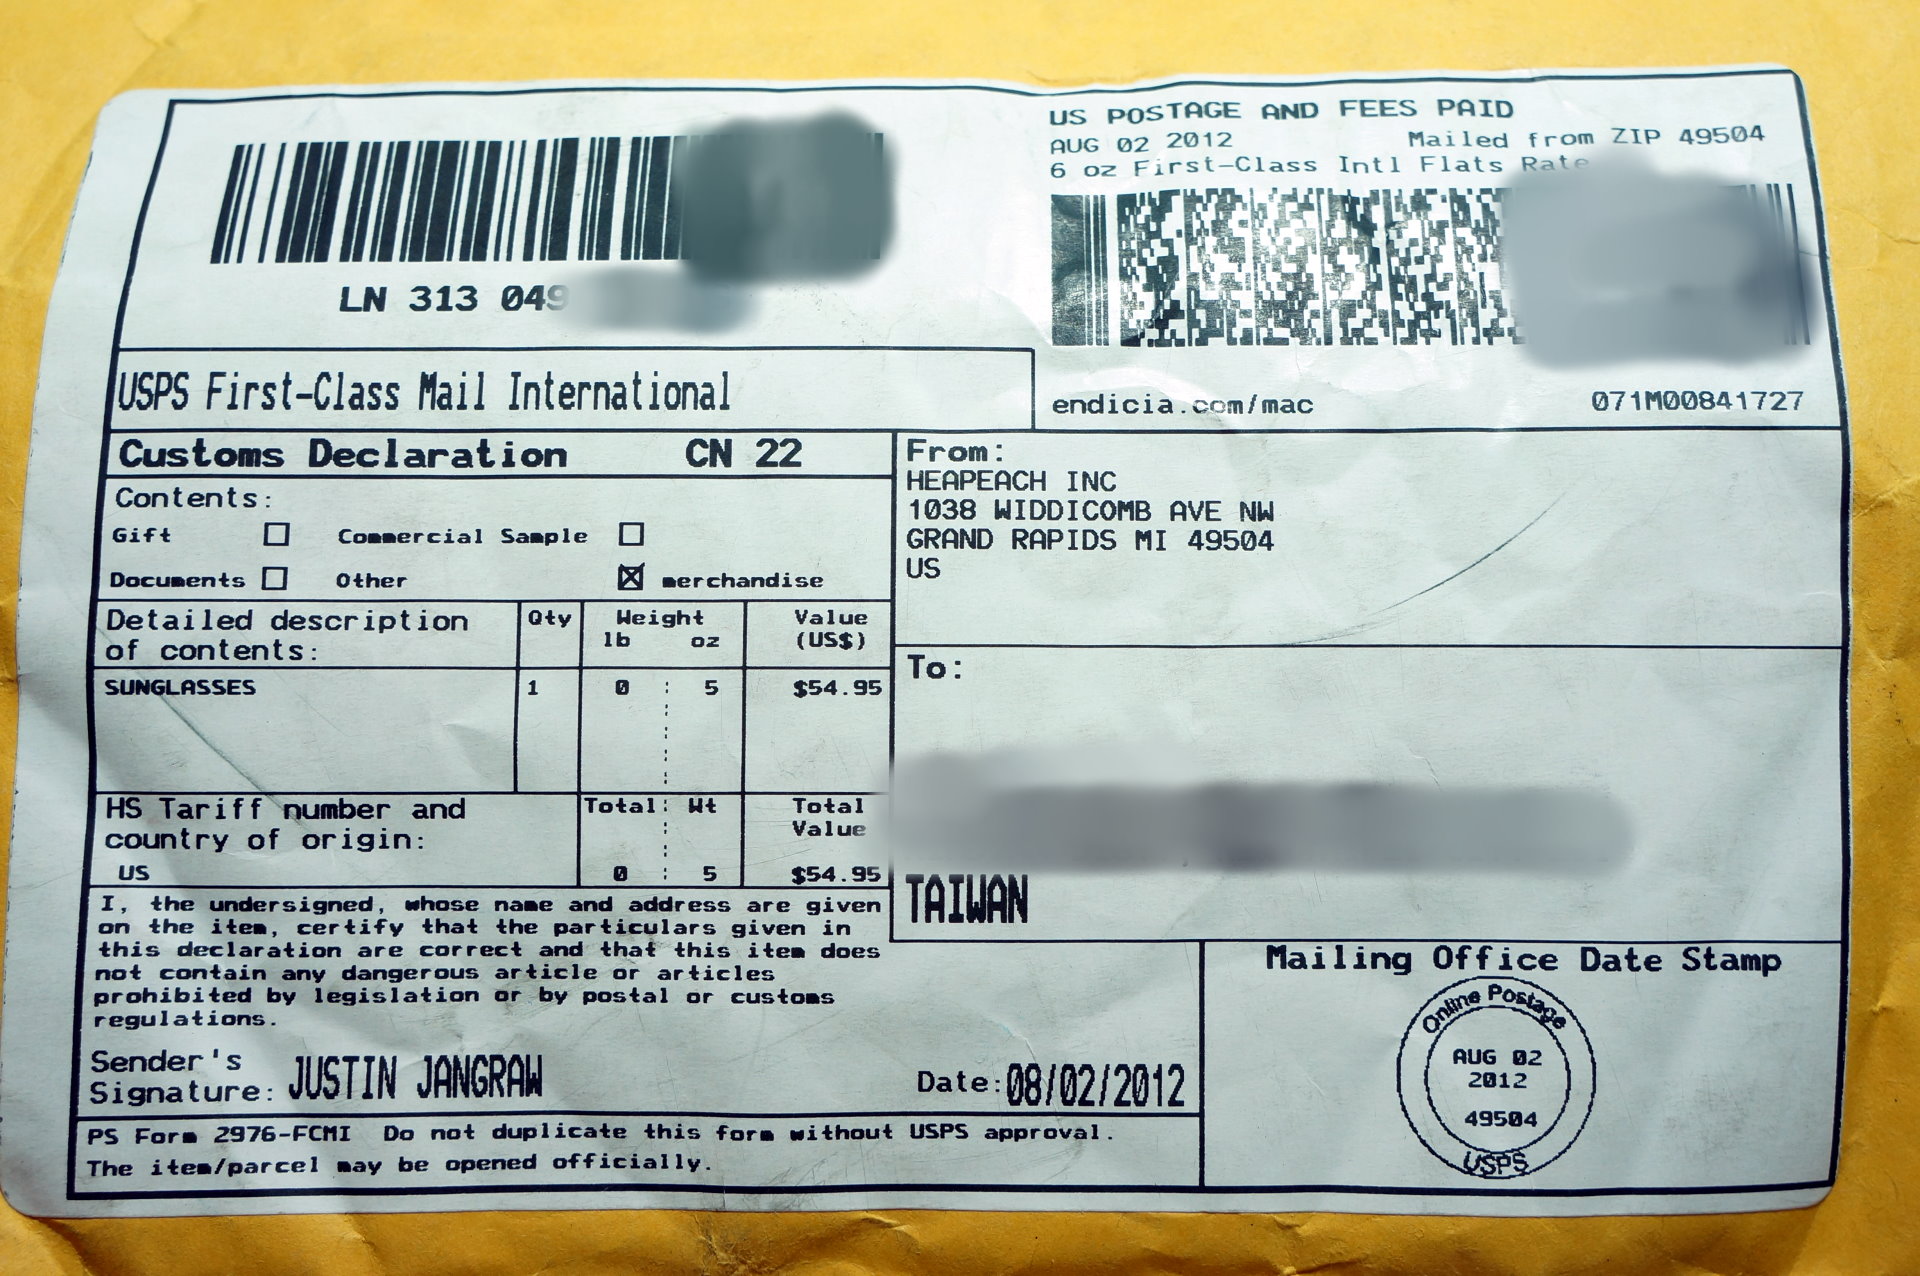 US POSTAGE AND FEES PAID
AUG 02 2012 Mailed from ZIP 49504
6 oz First-Class Intl Flats Rate
LN 313 049
endicia.com/mac 071M00841727
USPS First-Class Mail International
Customs Declaration CN 22
Contents:
Gift Commercial Sample
Documents Other merchandise
Detailed description
of contents:
Qty Weight
lb oz
Value
(US$)
SUNGLASSES 1 0 : 5 $54.95
HS Tariff number and
country of origin:
US
Total: Wt
0 : 5
Total
Value
$54.95
From:
HEAPEACH INC
1038 WIDDICOMB AVE NW
GRAND RAPIDS MI 49504
US
To:
TAIWAN
I, the undersigned, whose name and address are given
on the item, certify that the particulars given in
this declaration are correct and that this item does
not contain any dangerous article or articles
prohibited by legislation or by postal or customs
regulations.
Sender's
Signature: JUSTIN JANGRAW Date:08/02/2012
PS Form 2976-FCMI Do not duplicate this form without USPS approval.
The item/parcel may be opened officially.
Mailing Office Date Stamp
Online Postage
AUG 02
2012
49504
USPS